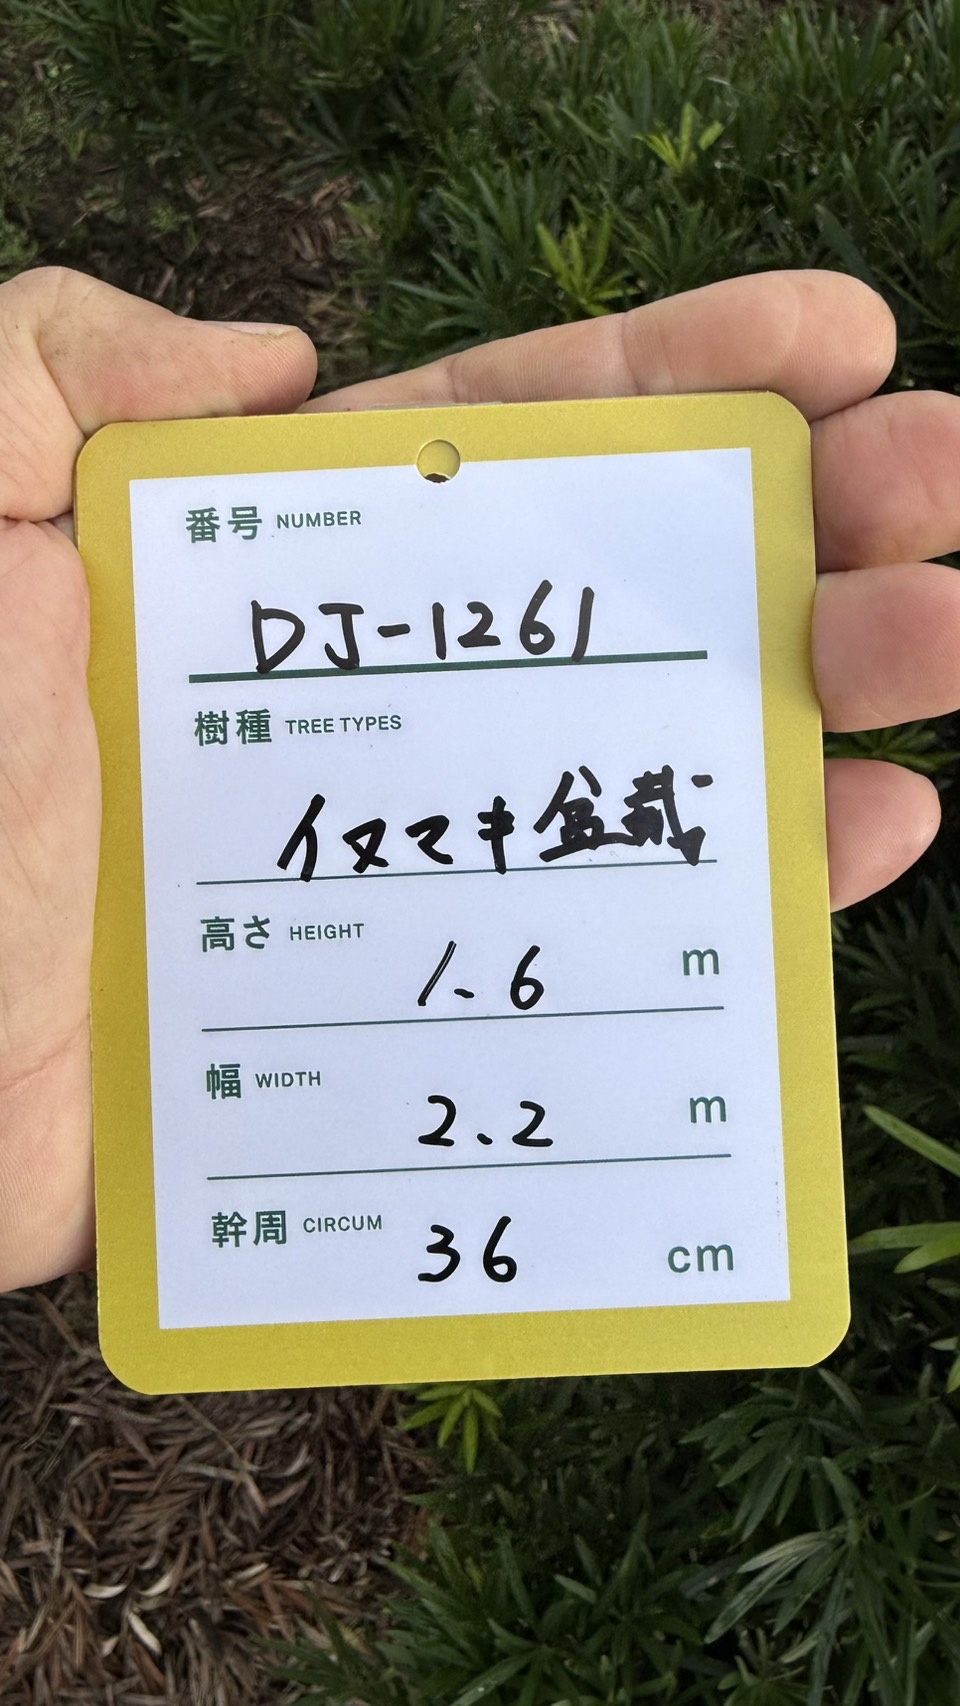 番号 NUMBER
DJ-1261
樹種 TREE TYPES
イヌマキ盆栽
高さ HEIGHT 1.6 m
幅 WIDTH 2.2 m
幹周 CIRCUM 36 cm